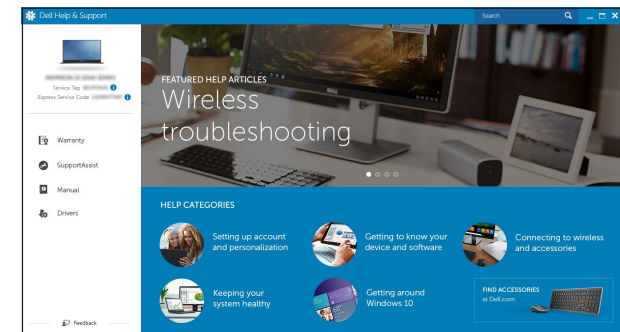 Dell Help & Support
Search
Service Tag
Express Service Code
Warranty
SupportAssist
Manual
Drivers
Feedback
FEATURED HELP ARTICLES
Wireless
troubleshooting
HELP CATEGORIES
Setting up account
and personalization
Getting to know your
device and software
Connecting to wireless
and accessories
Keeping your
system healthy
Getting around
Windows 10
FIND ACCESSORIES
at Dell.com